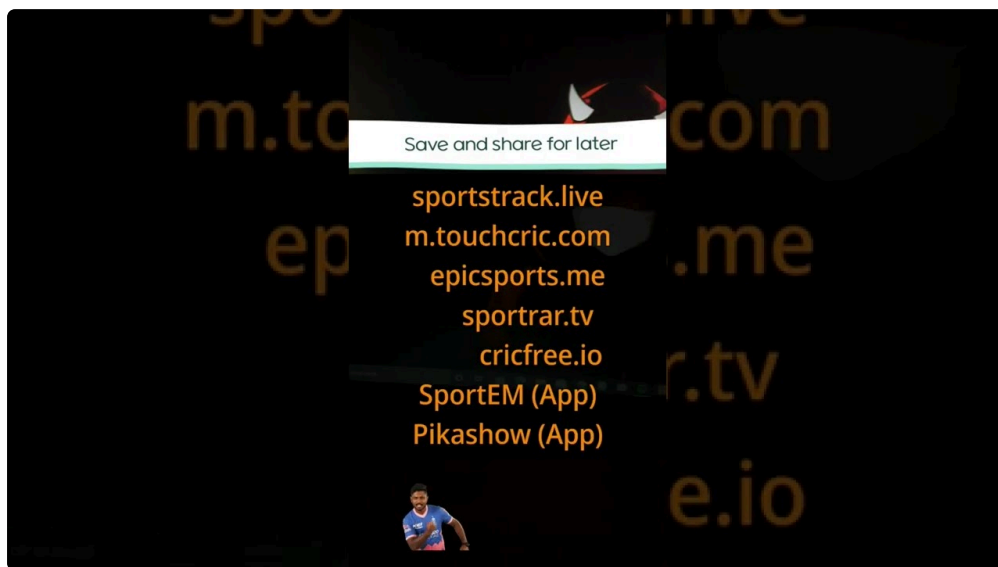 Save and share for later
sportstrack.live
m.touchcric.com
epicsports.me
sportrar.tv
cricfree.io
SportEM (App)
Pikashow (App)